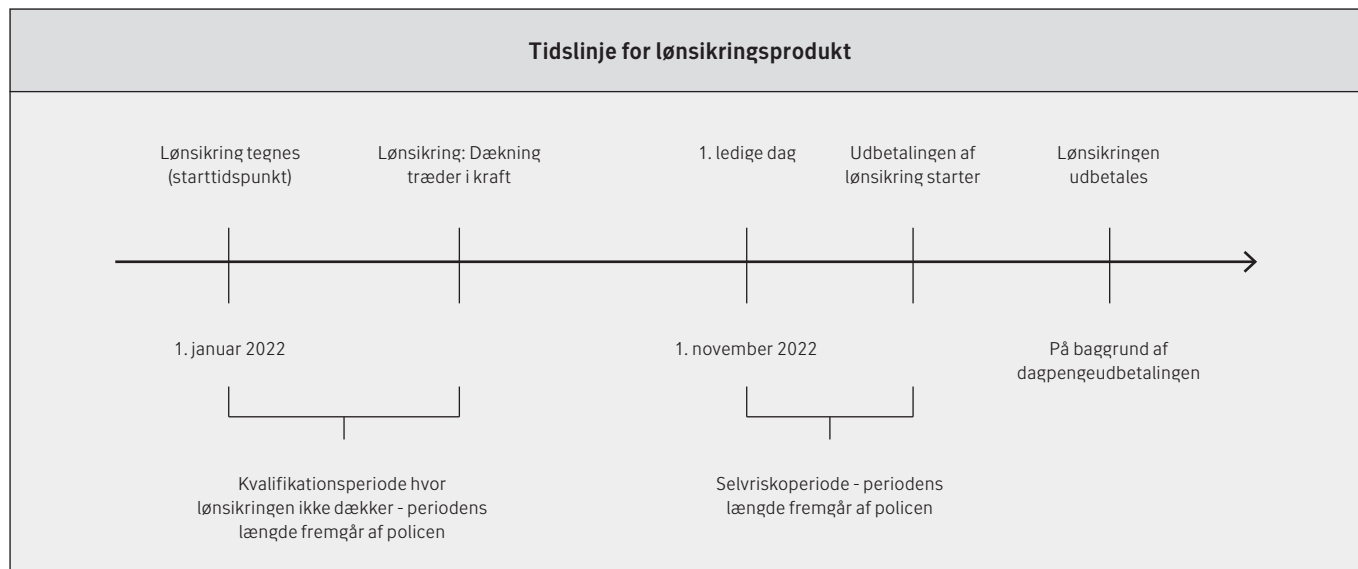 Tidslinje for lønsikringsprodukt
Lønsikring tegnes
(starttidspunkt)
Lønsikring: Dækning
træder i kraft
1. ledige dag
Udbetalingen af
lønsikring starter
Lønsikringen
udbetales
1. januar 2022
1. november 2022
På baggrund af
dagpengeudbetalingen
Kvalifikationsperiode hvor
lønsikringen ikke dækker - periodens
længde fremgår af policen
Selvriskoperiode - periodens
længde fremgår af policen